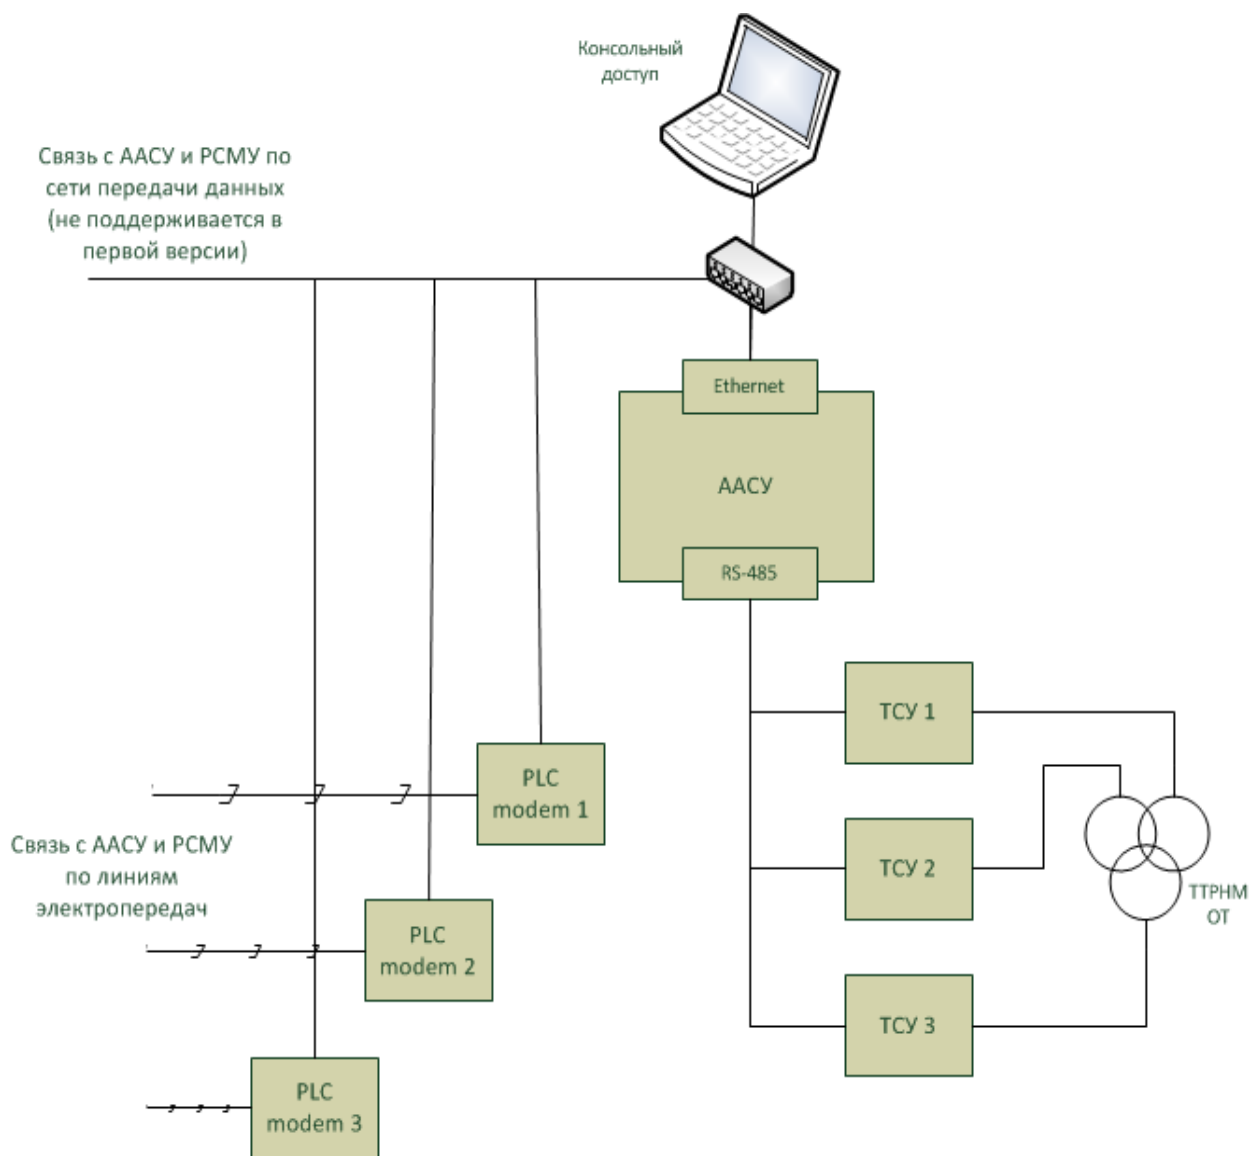 Консольный
доступ
Связь с ААСУ и РСМУ по
сети передачи данных
(не поддерживается в
первой версии)
Ethernet
ААСУ
RS-485
ТСУ 1
PLC
modem 1
Связь с ААСУ и РСМУ
по линиям
электропередач
ТСУ 2
ТТРНМ
ОТ
PLC
modem 2
ТСУ 3
PLC
modem 3